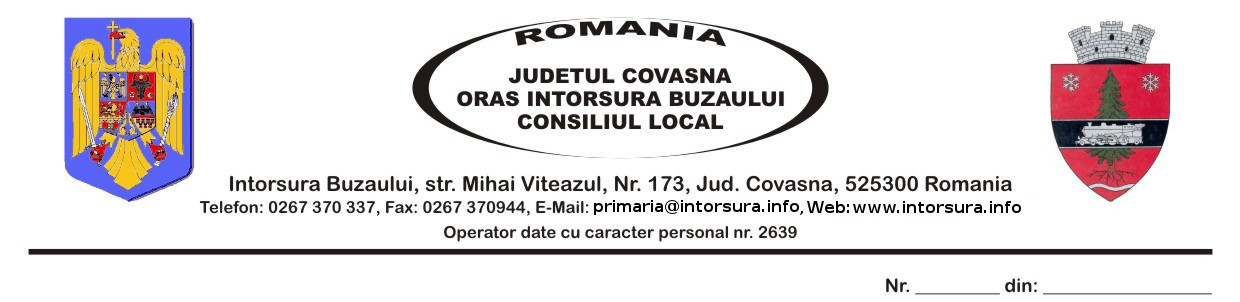 ROMANIA
JUDETUL COVASNA
ORAS INTORSURA BUZAULUI
CONSILIUL LOCAL
Intorsura Buzaului, str. Mihai Viteazul, Nr. 173, Jud. Covasna, 525300 Romania
Telefon: 0267 370 337, Fax: 0267 370944, E-Mail: primaria@intorsura.info, Web: www.intorsura.info
Operator date cu caracter personal nr. 2639
Nr. _________ din: __________________